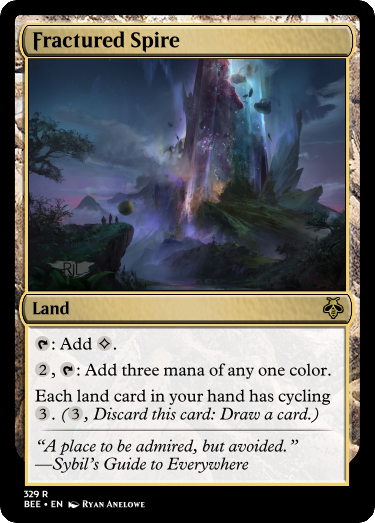 Fractured Spire
RJL
Land
: Add .
2, : Add three mana of any one color.
Each land card in your hand has cycling
3. (3, Discard this card: Draw a card.)
“A place to be admired, but avoided.”
—Sybil’s Guide to Everywhere
329 R
BEE • EN Ryan Anelowe